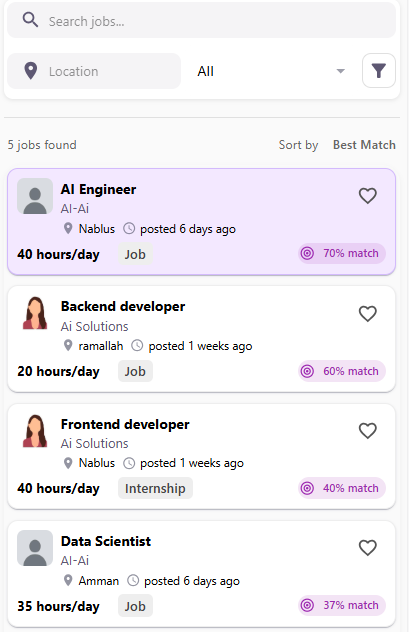 Search jobs...
Location All
5 jobs found Sort by Best Match
AI Engineer
AI-Ai
Nablus posted 6 days ago
40 hours/day Job 70% match
Backend developer
Ai Solutions
ramallah posted 1 weeks ago
20 hours/day Job 60% match
Frontend developer
Ai Solutions
Nablus posted 1 weeks ago
40 hours/day Internship 40% match
Data Scientist
AI-Ai
Amman posted 6 days ago
35 hours/day Job 37% match